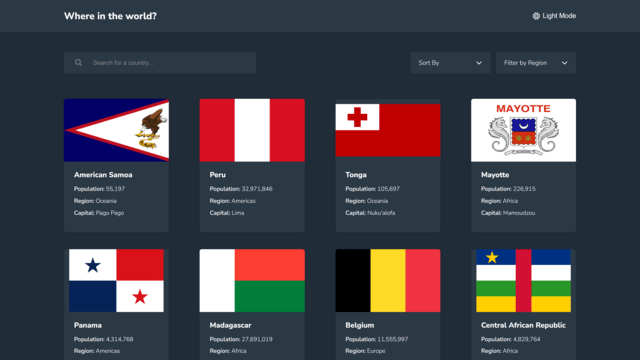 Where in the world?
Light Mode
Search for a country...
Sort By
Filter by Region
MAYOTTE
American Samoa
Population: 55,197
Region: Oceania
Capital: Pago Pago
Peru
Population: 32,971,846
Region: Americas
Capital: Lima
Tonga
Population: 105,697
Region: Oceania
Capital: Nuku'alofa
Mayotte
Population: 226,915
Region: Africa
Capital: Mamoudzou
Panama
Population: 4,314,768
Region: Americas
Madagascar
Population: 27,691,019
Region: Africa
Belgium
Population: 11,555,997
Region: Europe
Central African Republic
Population: 4,829,764
Region: Africa